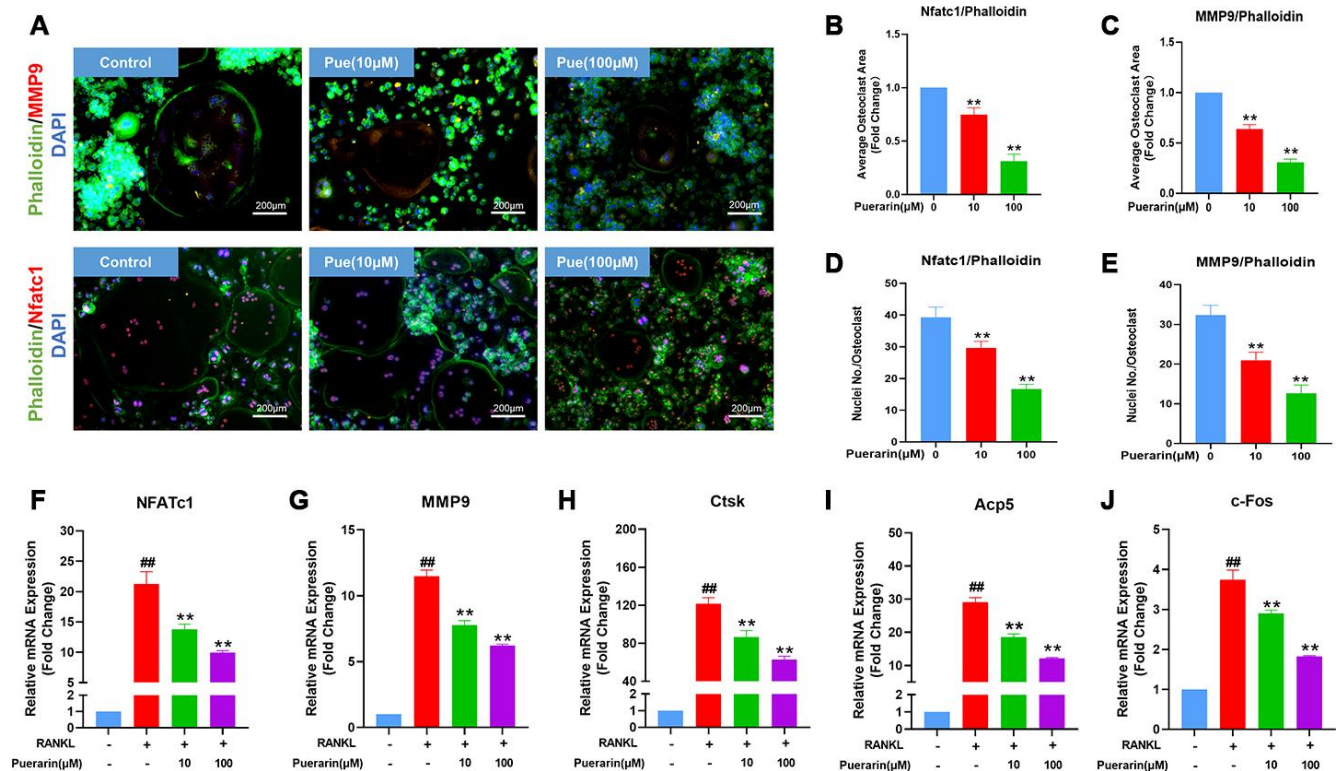 A
Phalloidin/MMP9
DAPI
Control
Pue(10μM)
Pue(100μM)
200μm
200μm
200μm
Phalloidin/Nfatc1
DAPI
Control
Pue(10μM)
Pue(100μM)
200μm
200μm
200μm
B
Nfatc1/Phalloidin
Average Osteoclast Area
(Fold Change)
1.5
1.0
0.5
0.0
**
**
Puerarin(μM)
0
10
100
C
MMP9/Phalloidin
Average Osteoclast Area
(Fold Change)
1.5
1.0
0.5
0.0
**
**
Puerarin(μM)
0
10
100
D
Nfatc1/Phalloidin
Nuclei No./Osteoclast
50
40
30
20
10
0
**
**
Puerarin(μM)
0
10
100
E
MMP9/Phalloidin
Nuclei No./Osteoclast
40
30
20
10
0
**
**
Puerarin(μM)
0
10
100
F
NFATc1
Relative mRNA Expression
(Fold Change)
30
25
20
15
10
5
2
1
0
##
**
**
RANKL - + + +
Puerarin(μM) - - 10 100
G
MMP9
Relative mRNA Expression
(Fold Change)
15
10
5
0
##
**
**
RANKL - + + +
Puerarin(μM) - - 10 100
H
Ctsk
Relative mRNA Expression
(Fold Change)
200
160
120
80
40
2
1
0
##
**
**
RANKL - + + +
Puerarin(μM) - - 10 100
I
Acp5
Relative mRNA Expression
(Fold Change)
50
40
30
20
10
2
1
0
##
**
**
RANKL - + + +
Puerarin(μM) - - 10 100
J
c-Fos
Relative mRNA Expression
(Fold Change)
5
4
3
2
1
0
##
**
**
RANKL - + + +
Puerarin(μM) - - 10 100